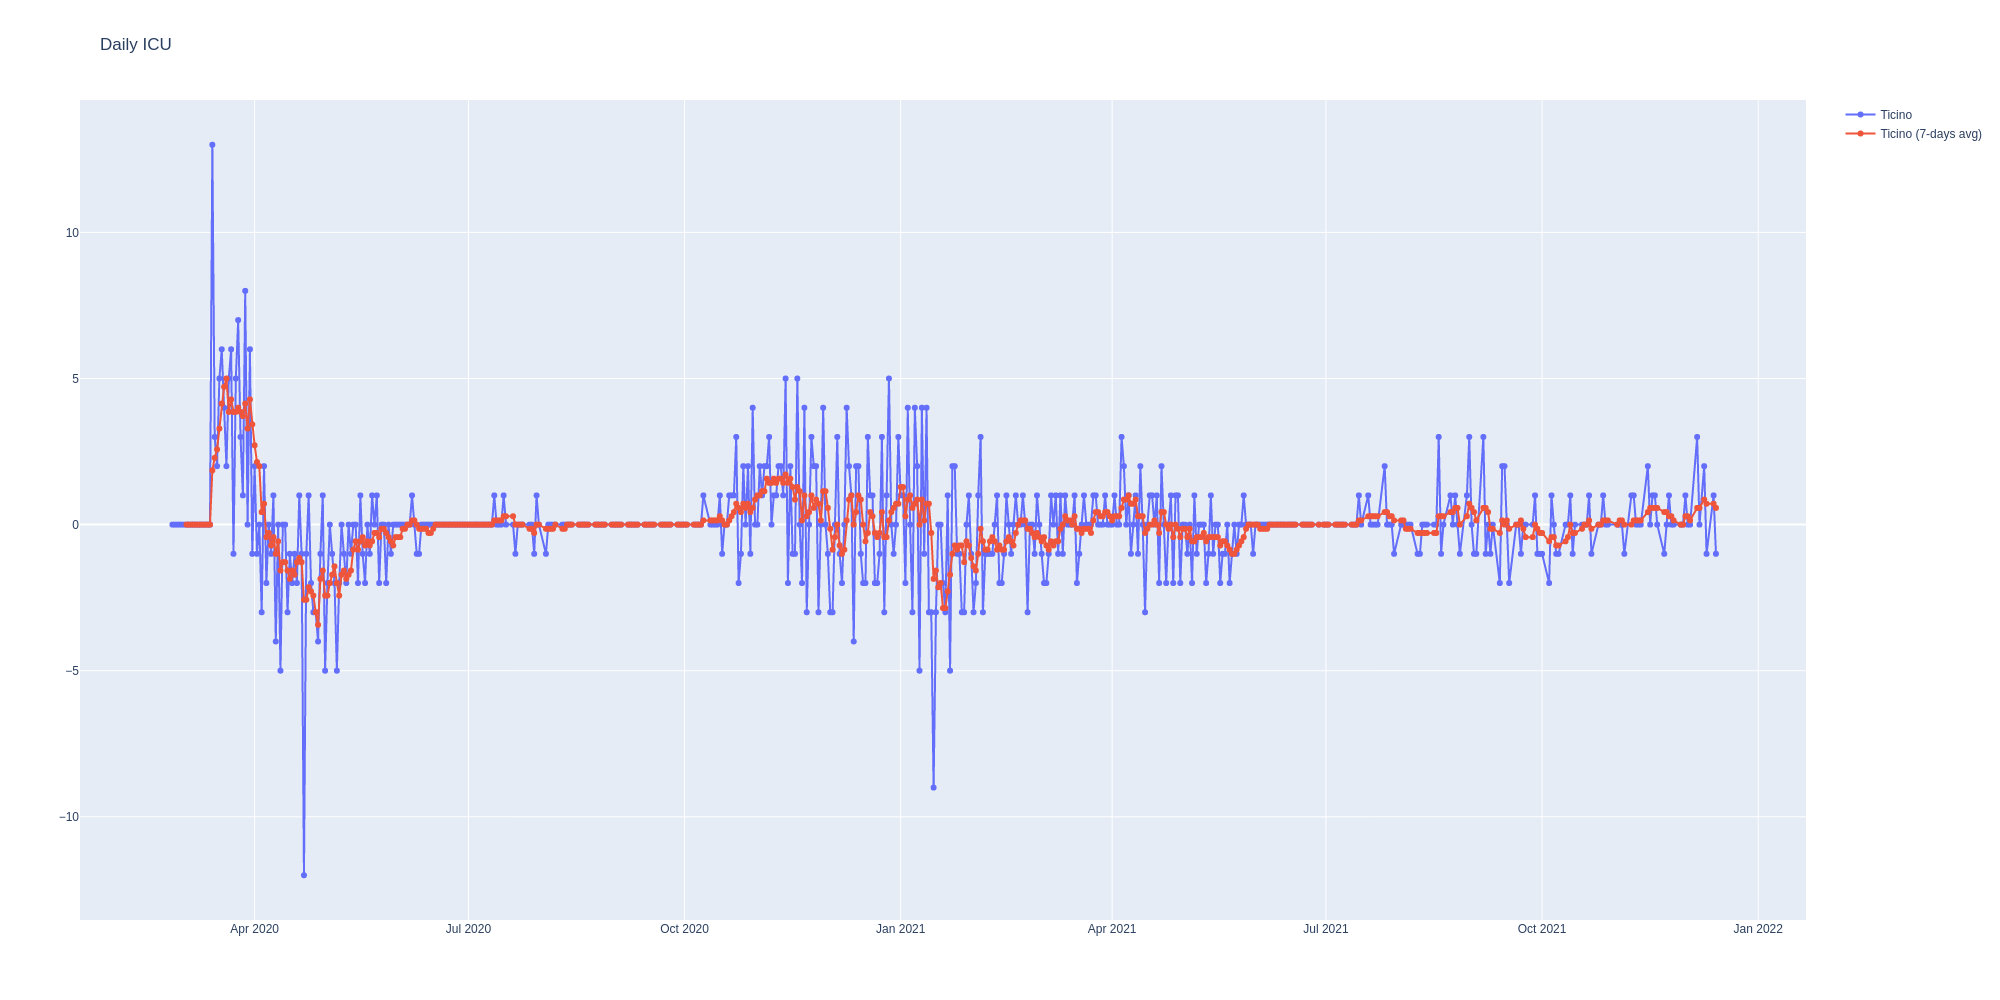 Daily ICU
Ticino
Ticino (7-days avg)
10
5
0
−5
−10
Apr 2020
Jul 2020
Oct 2020
Jan 2021
Apr 2021
Jul 2021
Oct 2021
Jan 2022